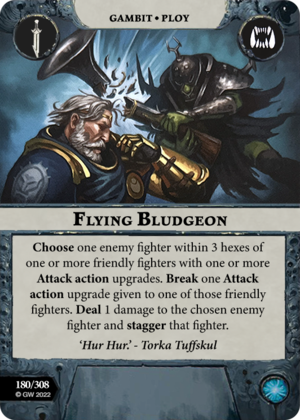 GAMBIT • PLOY
FLYING BLUDGEON
Choose one enemy fighter within 3 hexes of
one or more friendly fighters with one or more
Attack action upgrades. Break one Attack
action upgrade given to one of those friendly
fighters. Deal 1 damage to the chosen enemy
fighter and stagger that fighter.
‘Hur Hur.’ - Torka Tuffskul
180/308
© GW 2022